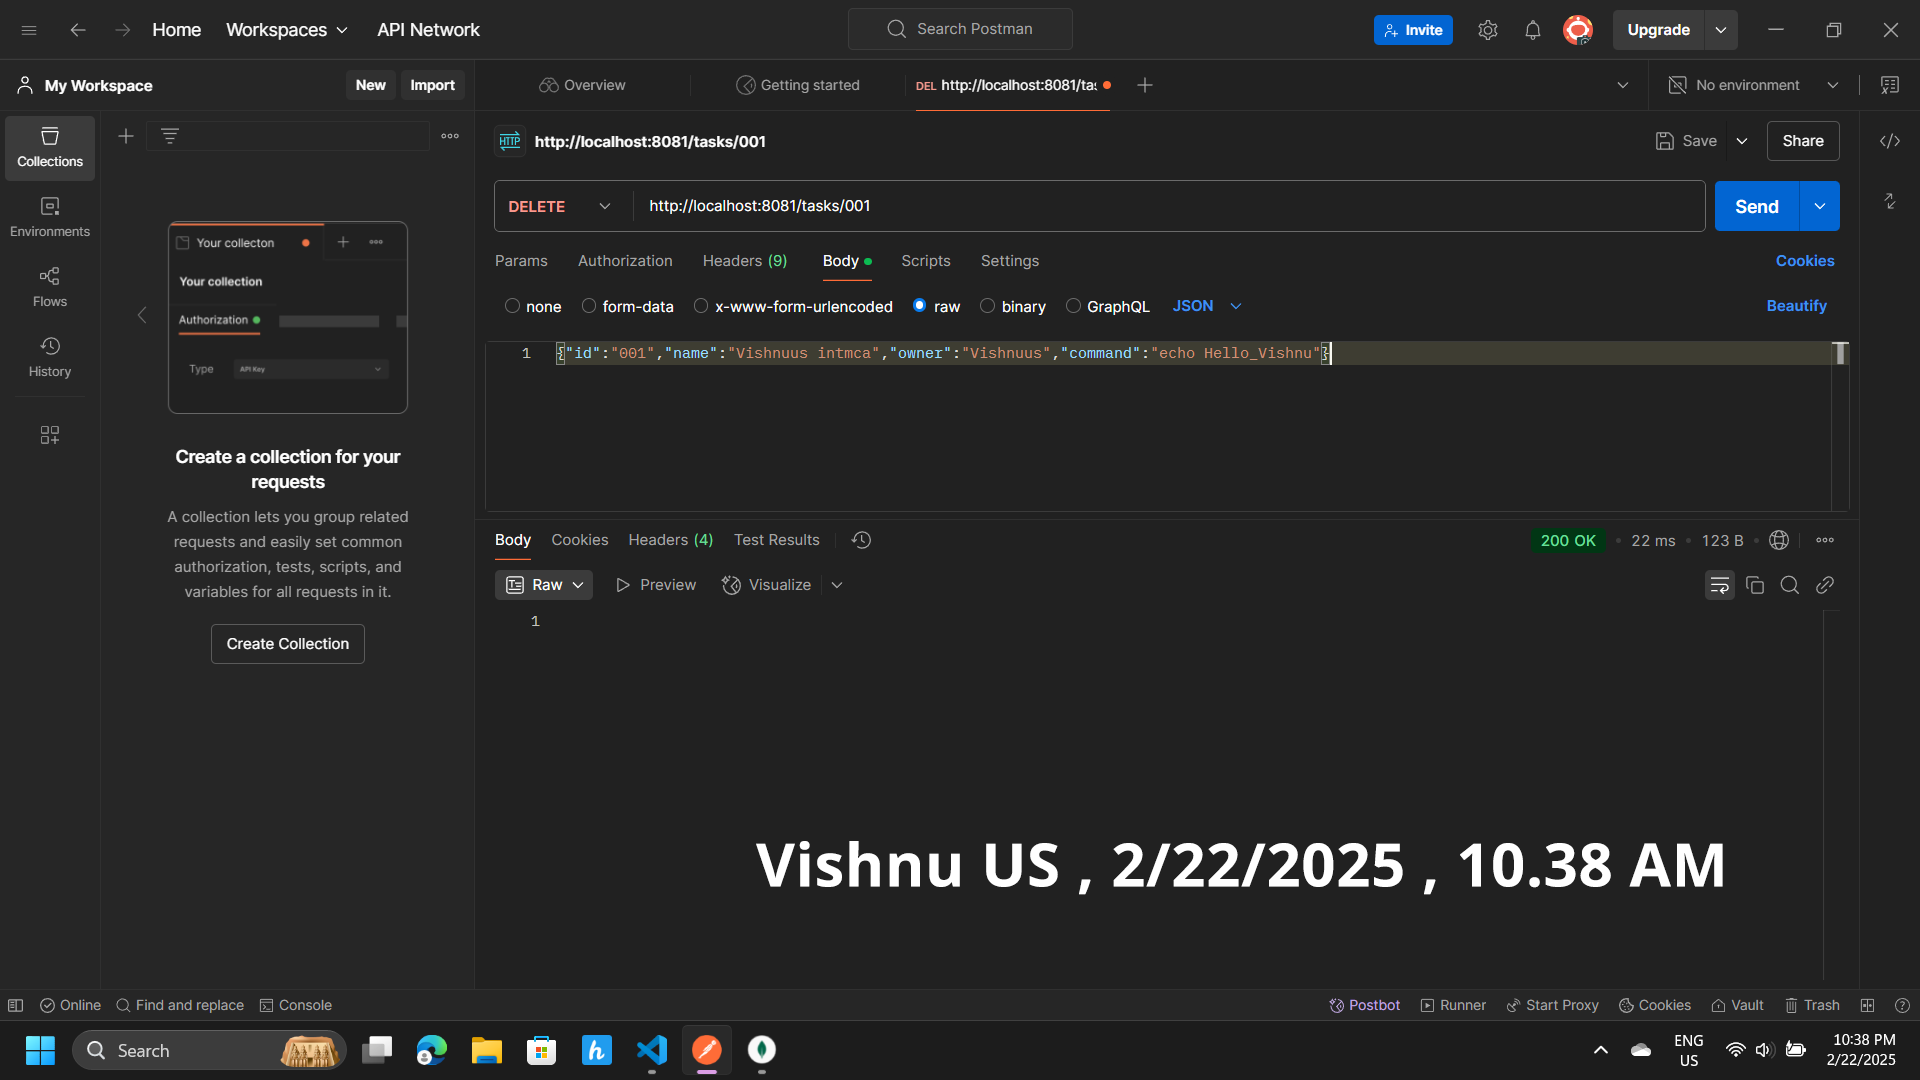 Home
Workspaces
API Network
Search Postman
Invite
Upgrade
My Workspace
New
Import
Overview
Getting started
DEL http://localhost:8081/tas
No environment
Collections
Environments
Flows
History
Your collecton
Your collection
Authorization
Type
API Key
Create a collection for your
requests
A collection lets you group related
requests and easily set common
authorization, tests, scripts, and
variables for all requests in it.
Create Collection
HTTP http://localhost:8081/tasks/001
Save
Share
DELETE
http://localhost:8081/tasks/001
Send
Params
Authorization
Headers (9)
Body
Scripts
Settings
Cookies
none
form-data
x-www-form-urlencoded
raw
binary
GraphQL
JSON
Beautify
1 {"id":"001","name":"Vishnuus intmca","owner":"Vishnuus","command":"echo Hello_Vishnu"}
Body
Cookies
Headers (4)
Test Results
200 OK
22 ms
123 B
Raw
Preview
Visualize
1
Vishnu US , 2/22/2025 , 10.38 AM
Online
Find and replace
Console
Postbot
Runner
Start Proxy
Cookies
Vault
Trash
Search
h
ENG
US
10:38 PM
2/22/2025